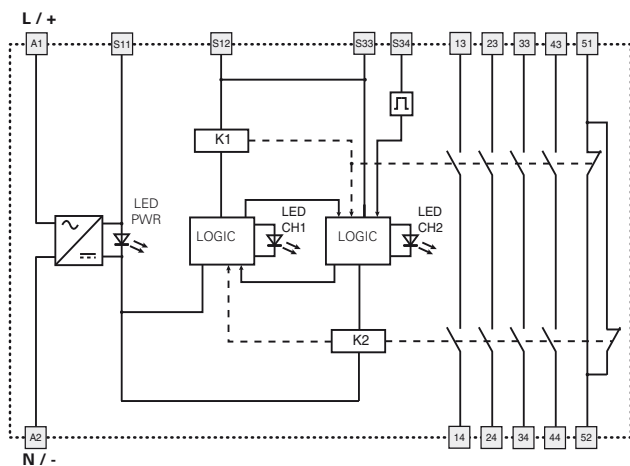 L / +
A1 S11 S12 S33 S34 13 23 33 43 51
K1
LED
PWR
LOGIC
LED
CH1
LOGIC
LED
CH2
K2
A2 14 24 34 44 52
N / -